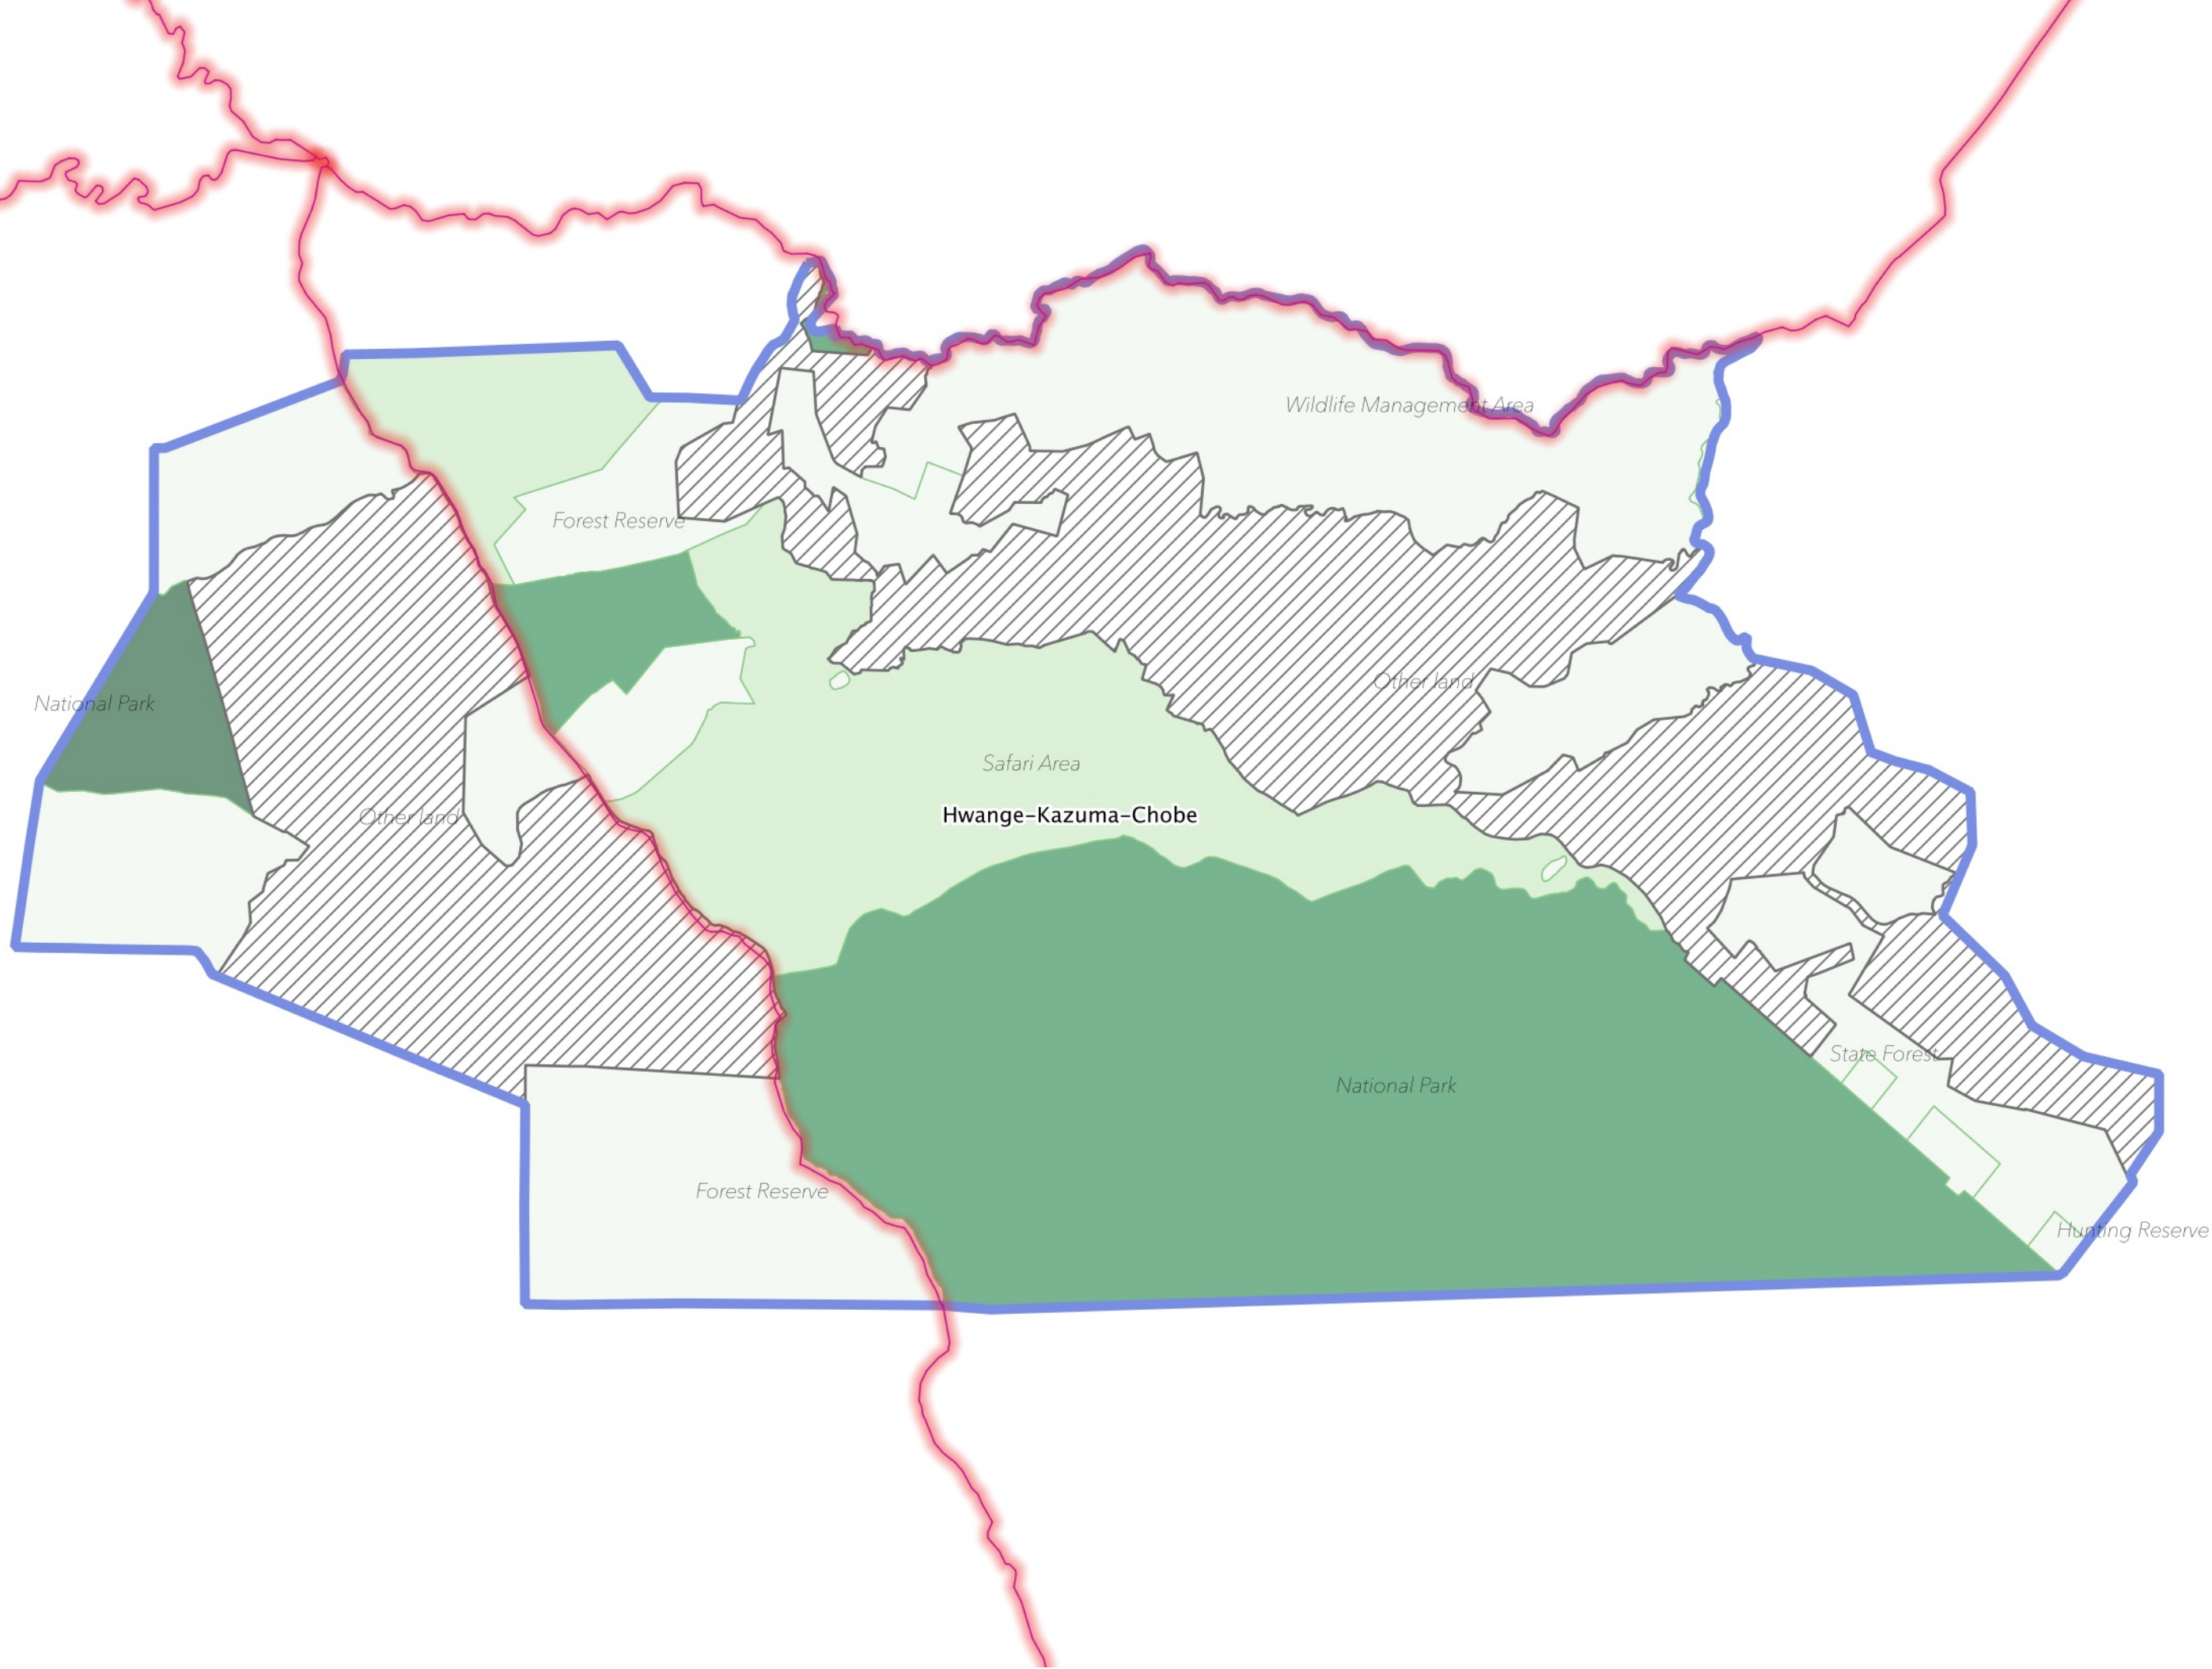 Wildlife Management Area
Forest Reserve
Other land
National Park
Safari Area
Hwange-Kazuma-Chobe
Other land
State Forest
National Park
Forest Reserve
Hunting Reserve